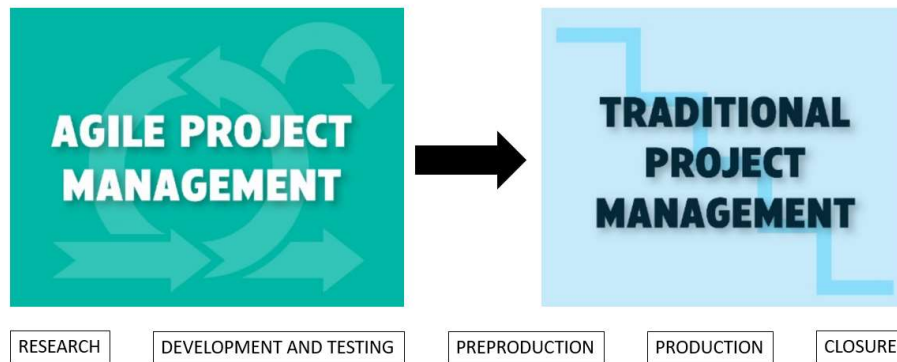 AGILE PROJECT
MANAGEMENT
TRADITIONAL
PROJECT
MANAGEMENT
RESEARCH
DEVELOPMENT AND TESTING
PREPRODUCTION
PRODUCTION
CLOSURE